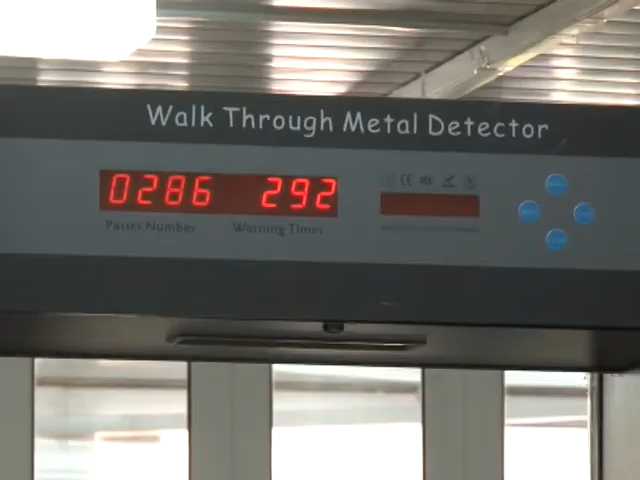 Walk Through Metal Detector
0286 292
Passer Number Warning Times